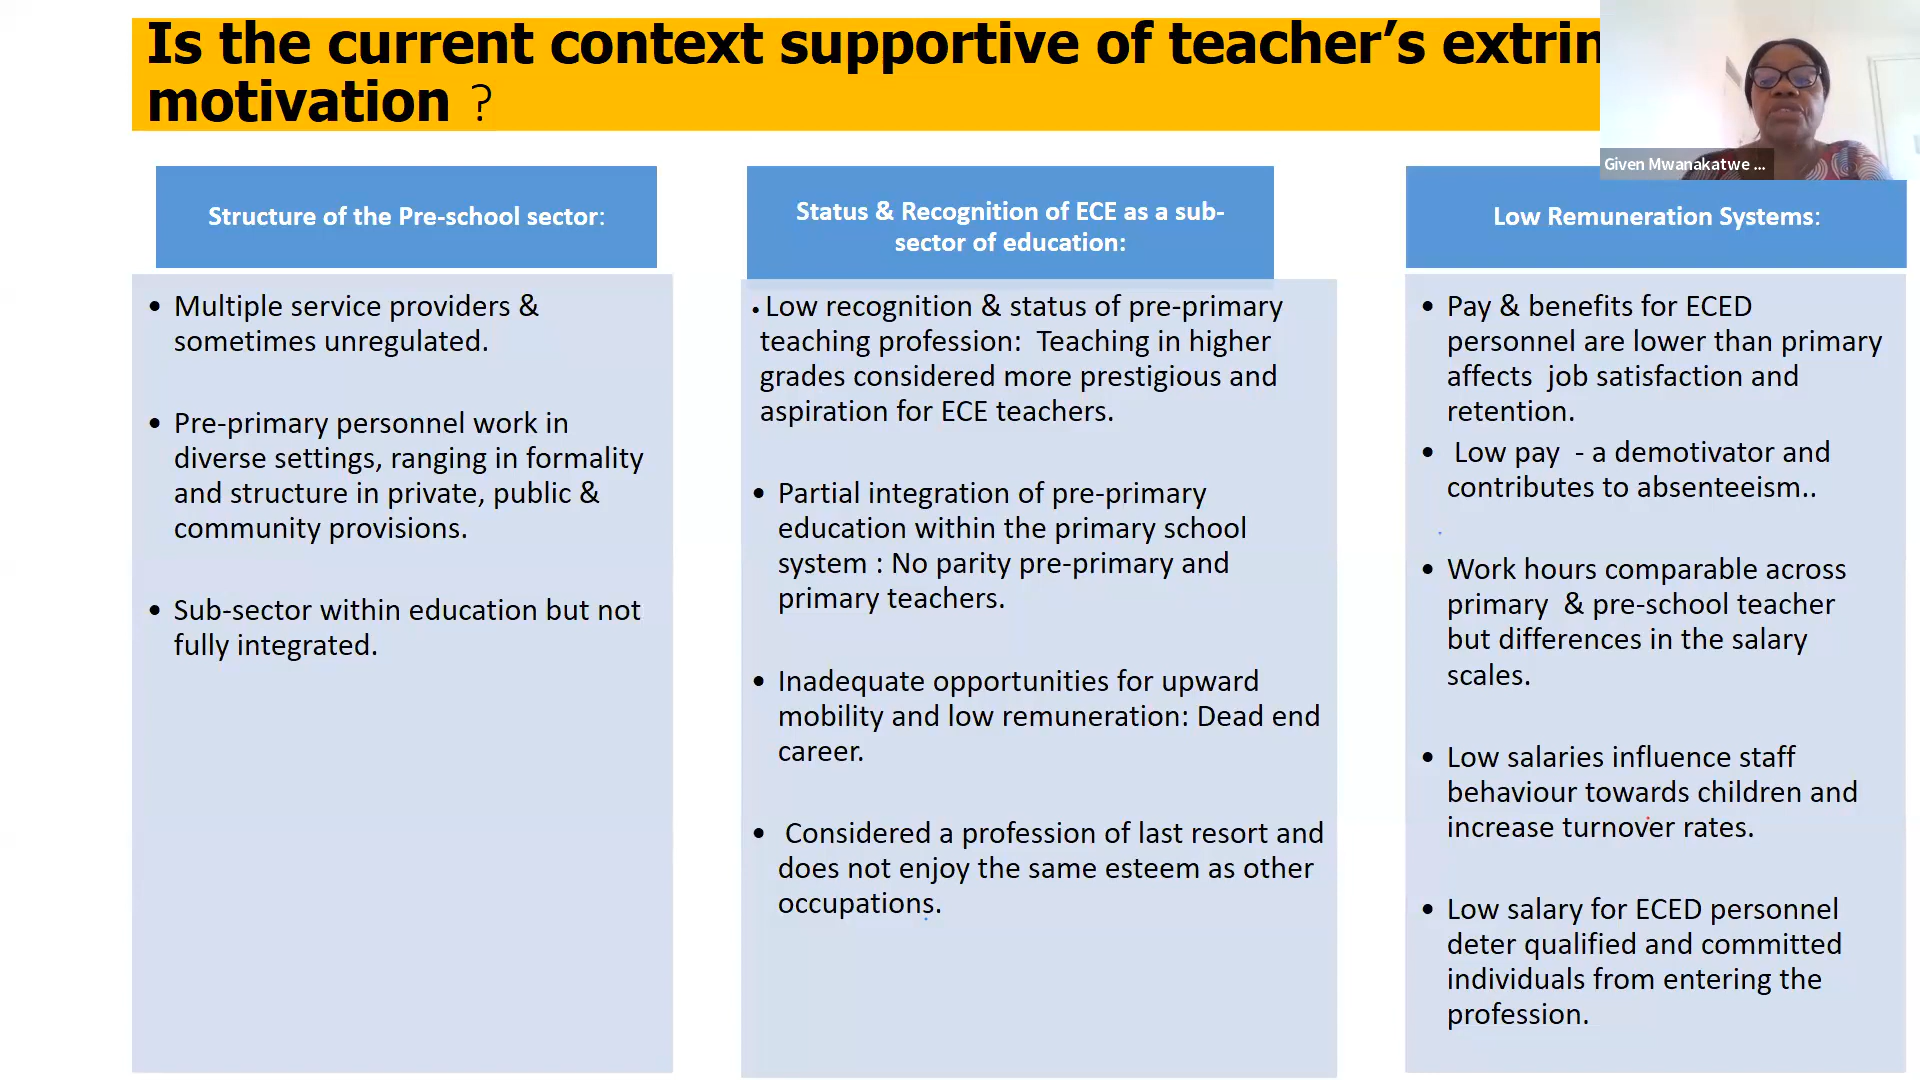 Is the current context supportive of teacher’s extrin
motivation ?
Given Mwanakatwe ...
Structure of the Pre-school sector:
• Multiple service providers &
sometimes unregulated.
• Pre-primary personnel work in
diverse settings, ranging in formality
and structure in private, public &
community provisions.
• Sub-sector within education but not
fully integrated.
Status & Recognition of ECE as a sub-
sector of education:
• Low recognition & status of pre-primary
teaching profession: Teaching in higher
grades considered more prestigious and
aspiration for ECE teachers.
• Partial integration of pre-primary
education within the primary school
system : No parity pre-primary and
primary teachers.
• Inadequate opportunities for upward
mobility and low remuneration: Dead end
career.
• Considered a profession of last resort and
does not enjoy the same esteem as other
occupations.
Low Remuneration Systems:
• Pay & benefits for ECED
personnel are lower than primary
affects job satisfaction and
retention.
• Low pay - a demotivator and
contributes to absenteeism..
• Work hours comparable across
primary & pre-school teacher
but differences in the salary
scales.
• Low salaries influence staff
behaviour towards children and
increase turnover rates.
• Low salary for ECED personnel
deter qualified and committed
individuals from entering the
profession.